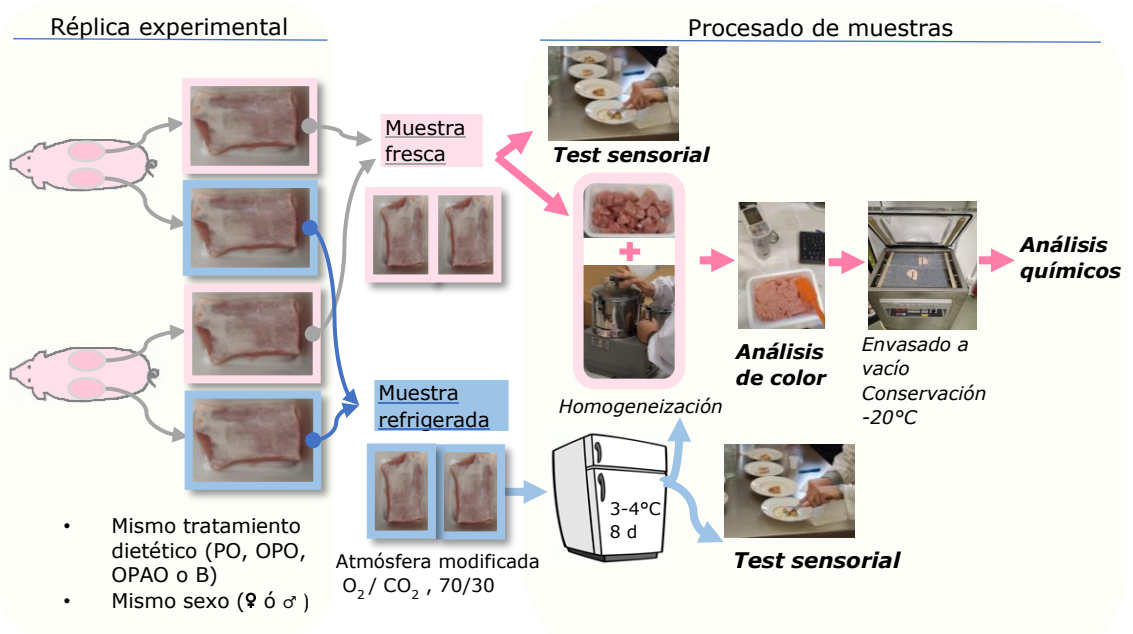 Réplica experimental
Procesado de muestras
Muestra
fresca
Test sensorial
Análisis
químicos
Análisis
de color
Envasado a
vacío
Conservación
-20°C
Homogeneización
Muestra
refrigerada
3-4°C
8 d
Atmósfera modificada
O2 / CO2 , 70/30
Test sensorial
• Mismo tratamiento
dietético (PO, OPO,
OPAO o B)
• Mismo sexo (♀ ó ♂ )